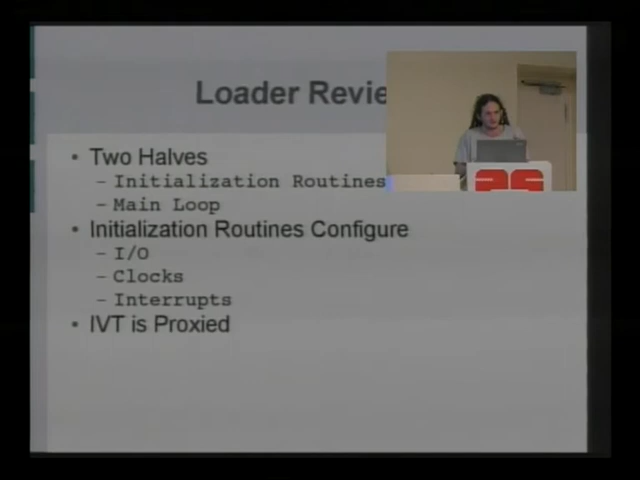 Loader Revie
• Two Halves
– Initialization Routines
– Main Loop
• Initialization Routines Configure
– I/O
– Clocks
– Interrupts
• IVT is Proxied